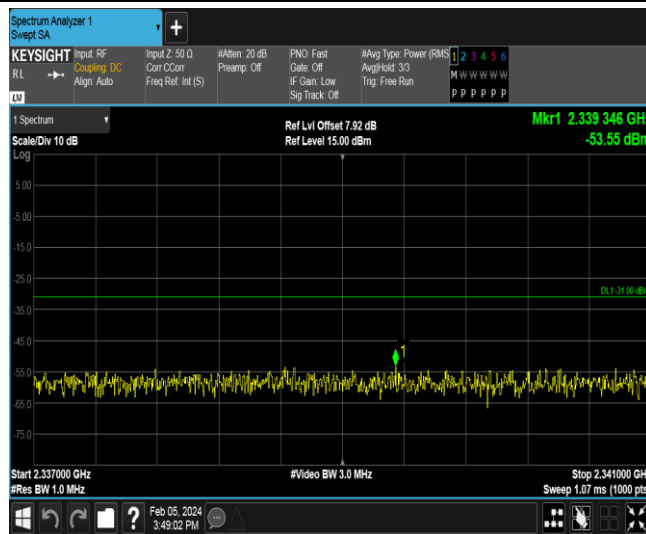 Spectrum Analyzer 1
Swept SA
+
KEYSIGHT Input: RF Input Z: 50 Ω #Atten: 20 dB PNO: Fast #Avg Type: Power (RMS 1 2 3 4 5 6
RL Coupling: DC Corr CCorr Preamp: Off Gate: Off Avg|Hold: 3/3 M W W W W W
Align: Auto Freq Ref: Int (S) IF Gain: Low Trig: Free Run
LXI Sig Track: Off P P P P P P
1 Spectrum Ref Lvl Offset 7.92 dB Mkr1 2.339 346 GHz
Scale/Div 10 dB Ref Level 15.00 dBm -53.55 dBm
Log
5.00
-5.00
-15.0
-25.0
DL1 -31.00 dBm
-35.0
-45.0
1
-55.0
-65.0
-75.0
Start 2.337000 GHz #Video BW 3.0 MHz Stop 2.341000 GHz
#Res BW 1.0 MHz Sweep 1.07 ms (1000 pts)
? Feb 05, 2024
3:49:02 PM